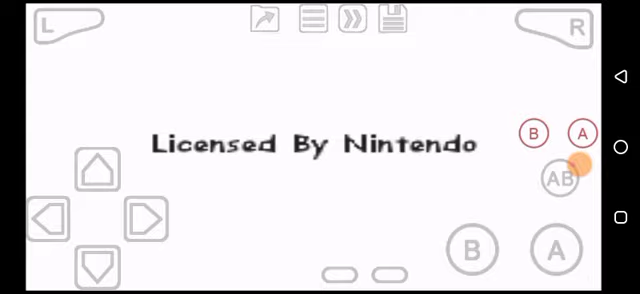 L
R
B A
Licensed By Nintendo
AB
B A